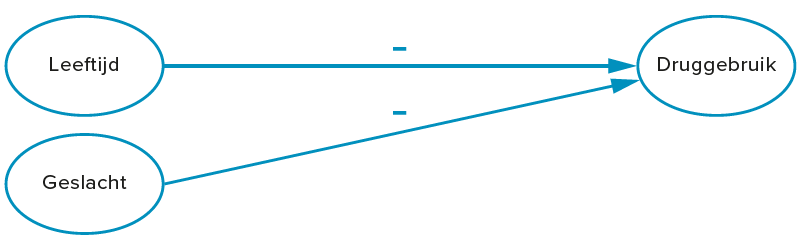 Leeftijd
-
Druggebruik
-
Geslacht